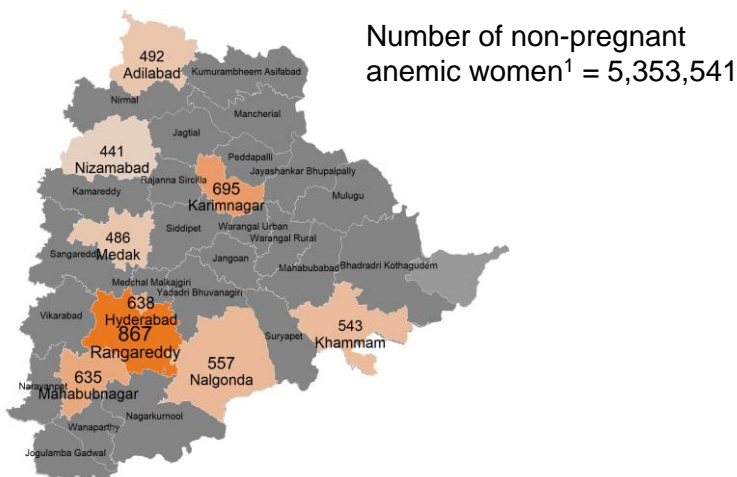 Number of non-pregnant
anemic women¹ = 5,353,541
492
Adilabad
Kumurambheem Asifabad
Nirmal
Mancherial
Jagtial
441
Nizamabad
Peddapalli
Jayashankar Bhupalpally
Kamareddy
Rajanna Sircilla
695
Karimnagar
Mulugu
486
Medak
Siddipet
Warangal Urban
Warangal Rural
Sangareddy
Jangoan
Mahabubabad
Bhadradri Kothagudem
Medchal Malkajgiri
Yadadri Bhuvanagiri
638
Hyderabad
Vikarabad
867
Rangareddy
Suryapet
543
Khammam
557
Nalgonda
635
Narayanpet
Mahabubnagar
Nagarkurnool
Wanaparthy
Jogulamba Gadwal